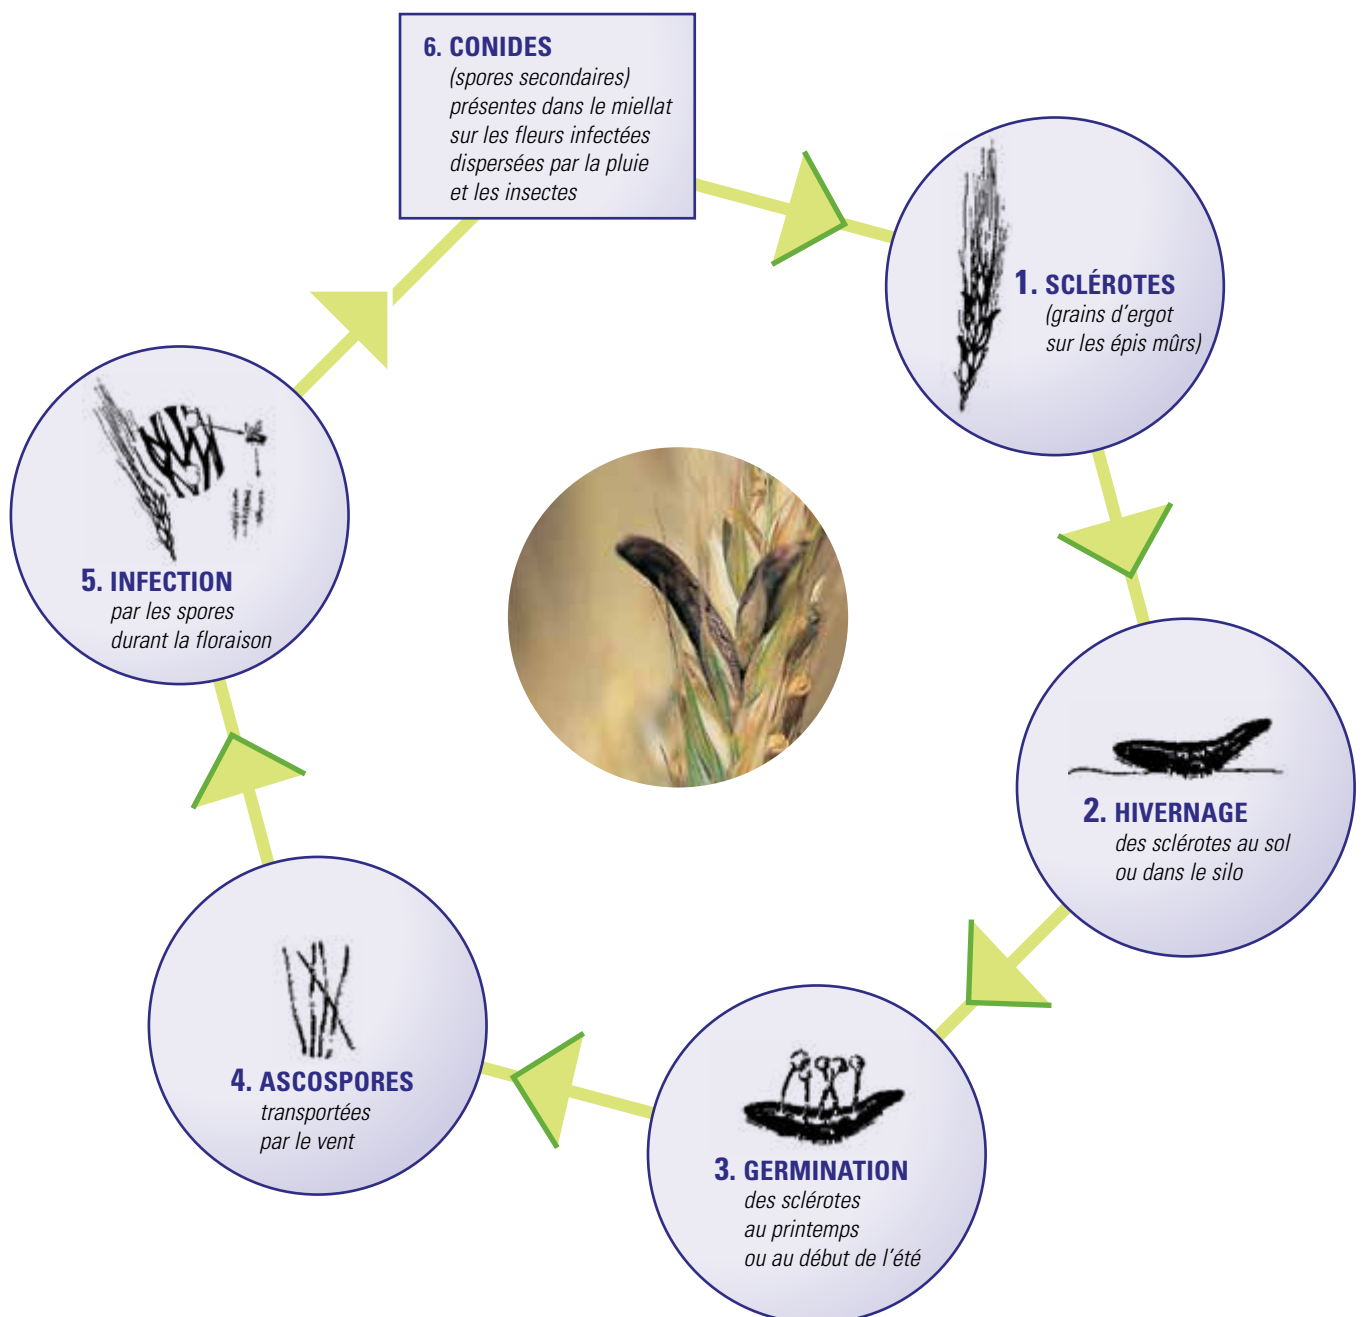 6. CONIDES
(spores secondaires)
présentes dans le miellat
sur les fleurs infectées
dispersées par la pluie
et les insectes
1. SCLÉROTES
(grains d'ergot
sur les épis mûrs)
2. HIVERNAGE
des sclérotes au sol
ou dans le silo
3. GERMINATION
des sclérotes
au printemps
ou au début de l'été
4. ASCOSPORES
transportées
par le vent
5. INFECTION
par les spores
durant la floraison